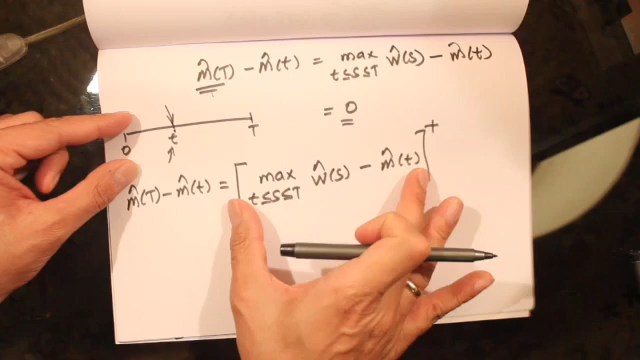 m̂(T) - m̂(t) = max t≤s≤T ŵ(s) - m̂(t)
= 0
0 t T
m̂(T) - m̂(t) = [ max t≤s≤T ŵ(s) - m̂(t) ]⁺